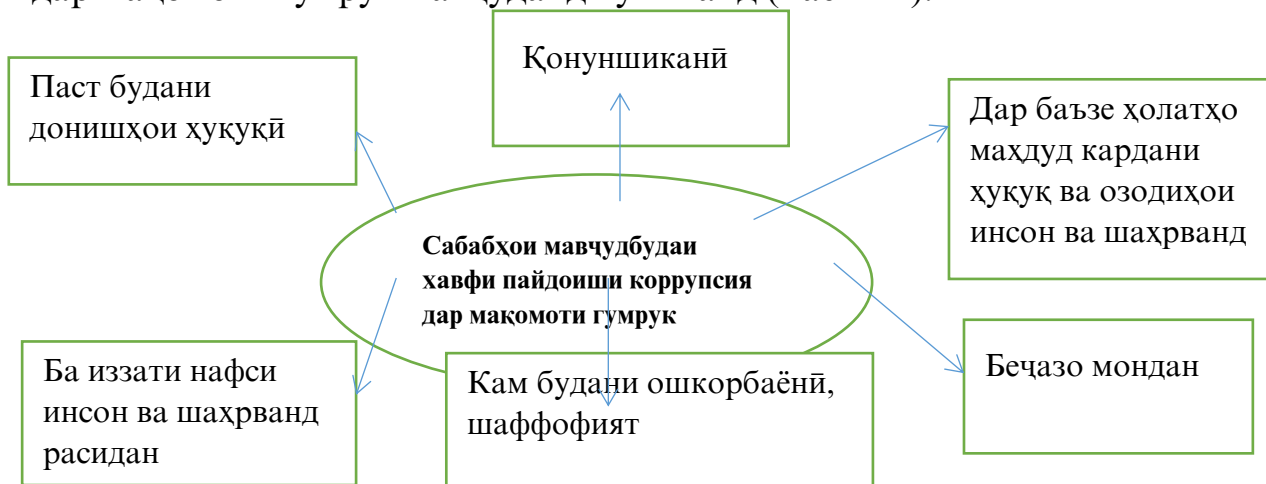 Қонуншиканӣ
Паст будани
донишҳои ҳуқуқӣ
Дар баъзе ҳолатҳо
маҳдуд кардани
ҳуқуқ ва озодиҳои
инсон ва шаҳрванд
Сабабҳои мавҷудбудаи
хавфи пайдоиши коррупсия
дар мақомоти гумрук
Ба иззати нафси
инсон ва шаҳрванд
расидан
Кам будани ошкорбаёнӣ,
шаффофият
Беҷазо мондан